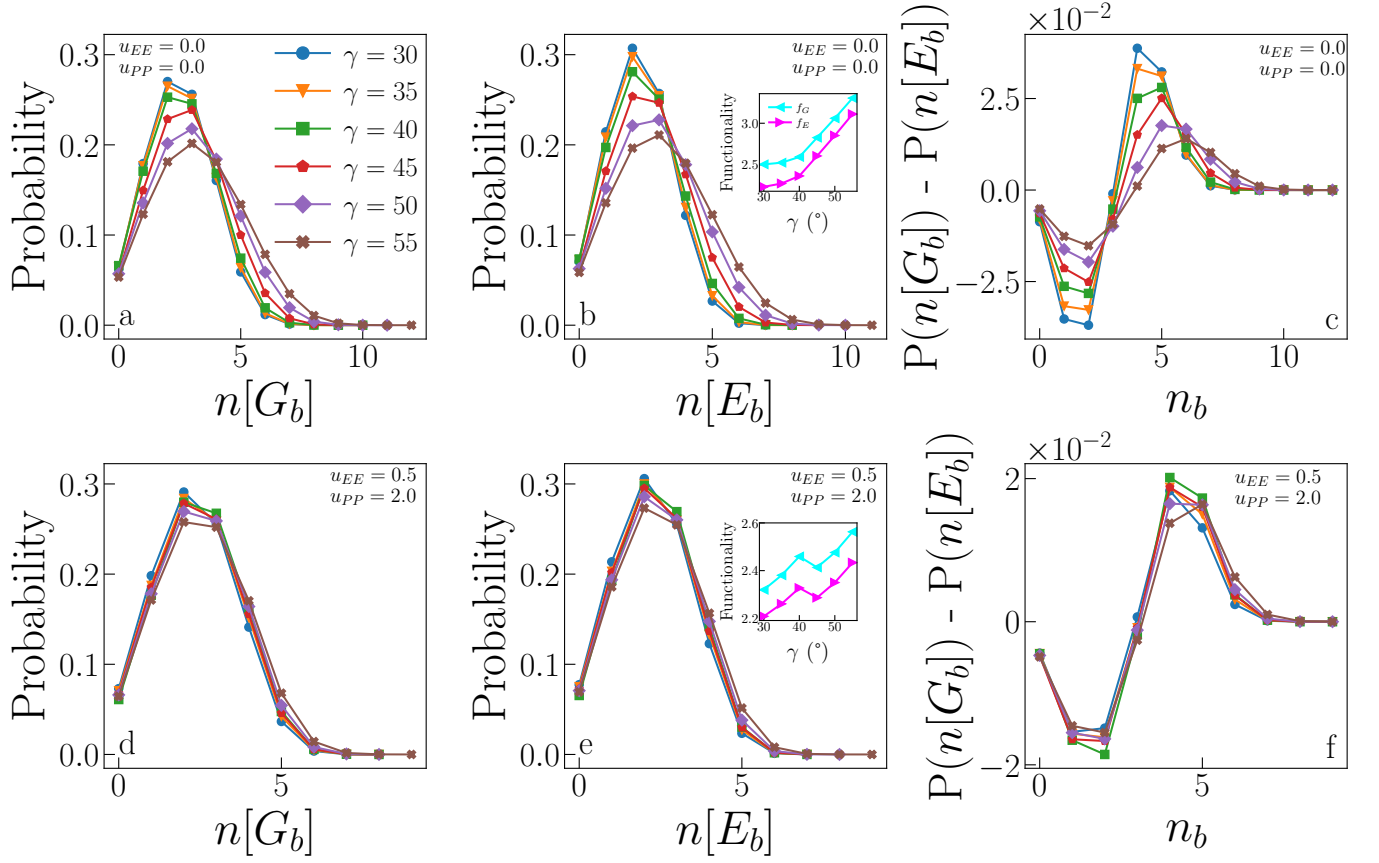 Probability
0.3
0.2
0.1
0.0
u_EE = 0.0
u_PP = 0.0
γ = 30
γ = 35
γ = 40
γ = 45
γ = 50
γ = 55
a
0 5 10
n[G_b]
Probability
0.3
0.2
0.1
0.0
u_EE = 0.0
u_PP = 0.0
Functionality
3.0
2.5
f_G
f_E
30 40 50
γ (°)
b
0 5 10
n[E_b]
P(n[G_b]) - P(n[E_b])
×10⁻²
2.5
0.0
−2.5
u_EE = 0.0
u_PP = 0.0
c
0 5 10
n_b
Probability
0.3
0.2
0.1
0.0
u_EE = 0.5
u_PP = 2.0
d
0 5
n[G_b]
Probability
0.3
0.2
0.1
0.0
u_EE = 0.5
u_PP = 2.0
Functionality
2.6
2.4
2.2
30 40 50
γ (°)
e
0 5
n[E_b]
P(n[G_b]) - P(n[E_b])
×10⁻²
2
0
−2
u_EE = 0.5
u_PP = 2.0
f
0 5
n_b